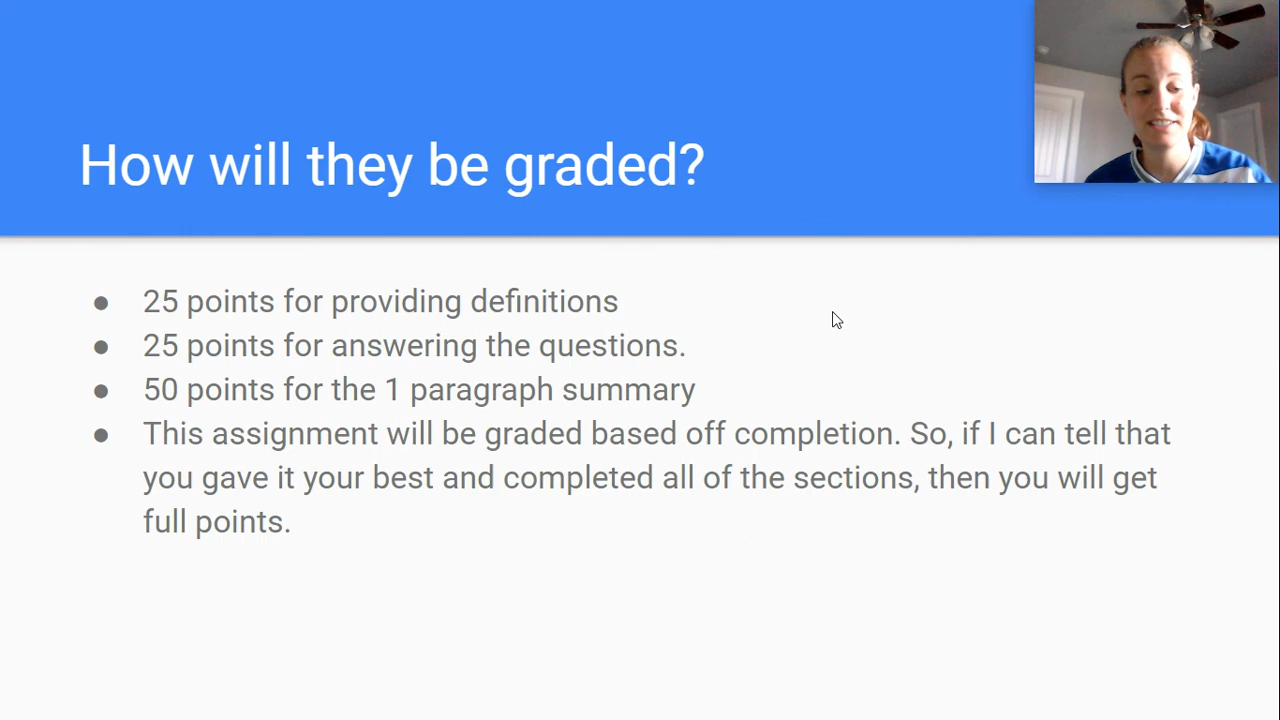 How will they be graded?
● 25 points for providing definitions
● 25 points for answering the questions.
● 50 points for the 1 paragraph summary
● This assignment will be graded based off completion. So, if I can tell that
you gave it your best and completed all of the sections, then you will get
full points.